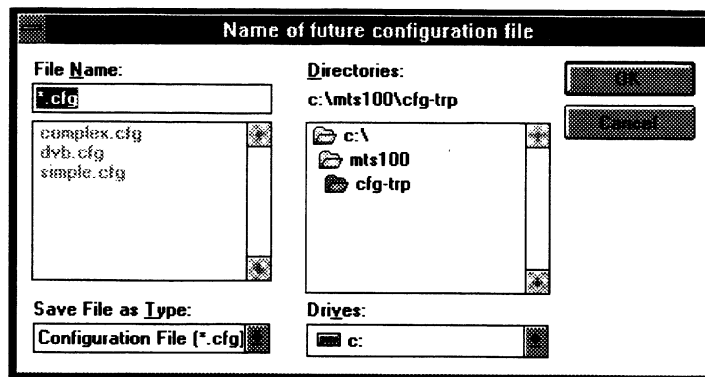 Name of future configuration file
File Name:
*.cfg
complex.cfg
dvb.cfg
simple.cfg
Save File as Type:
Configuration File (*.cfg)
Directories:
c:\mts100\cfg-trp
c:\
mts100
cfg-trp
Drives:
c:
OK
Cancel